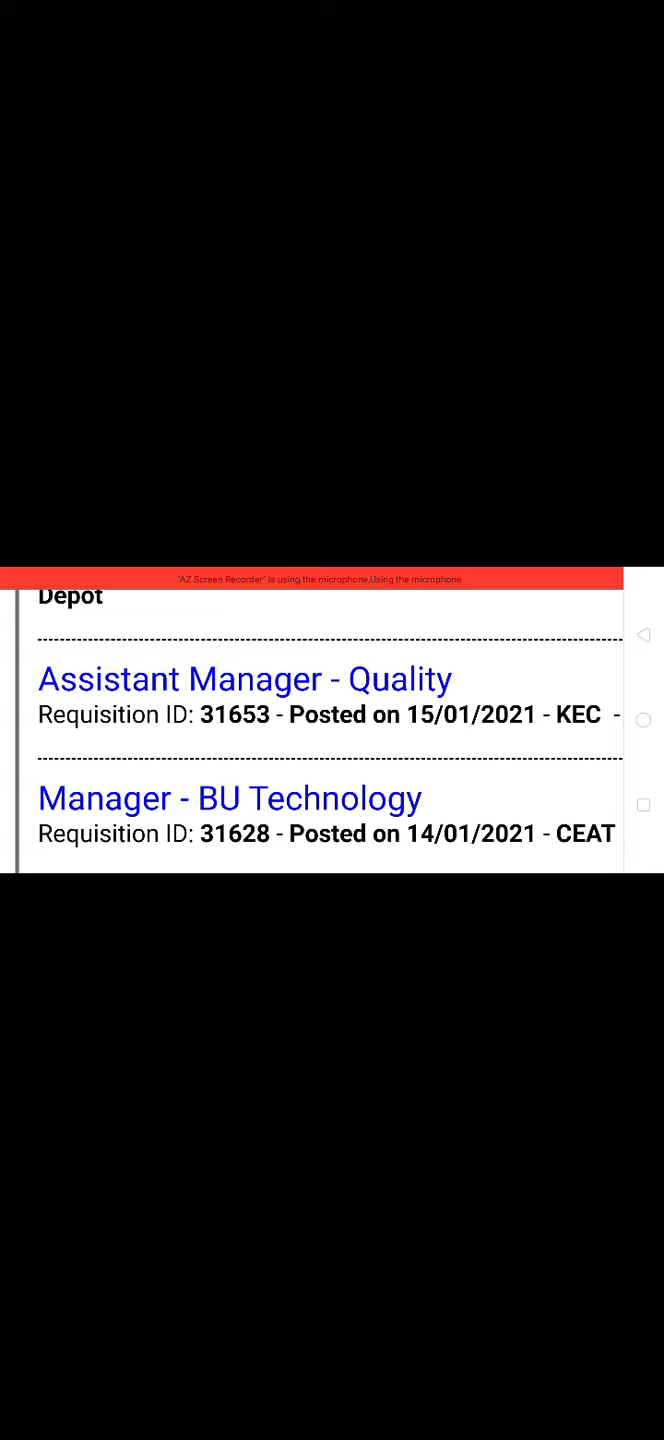 "AZ Screen Recorder" is using the microphone,Using the microphone
Depot
Assistant Manager - Quality
Requisition ID: 31653 - Posted on 15/01/2021 - KEC -
Manager - BU Technology
Requisition ID: 31628 - Posted on 14/01/2021 - CEAT